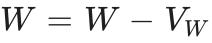 W = W − V_W